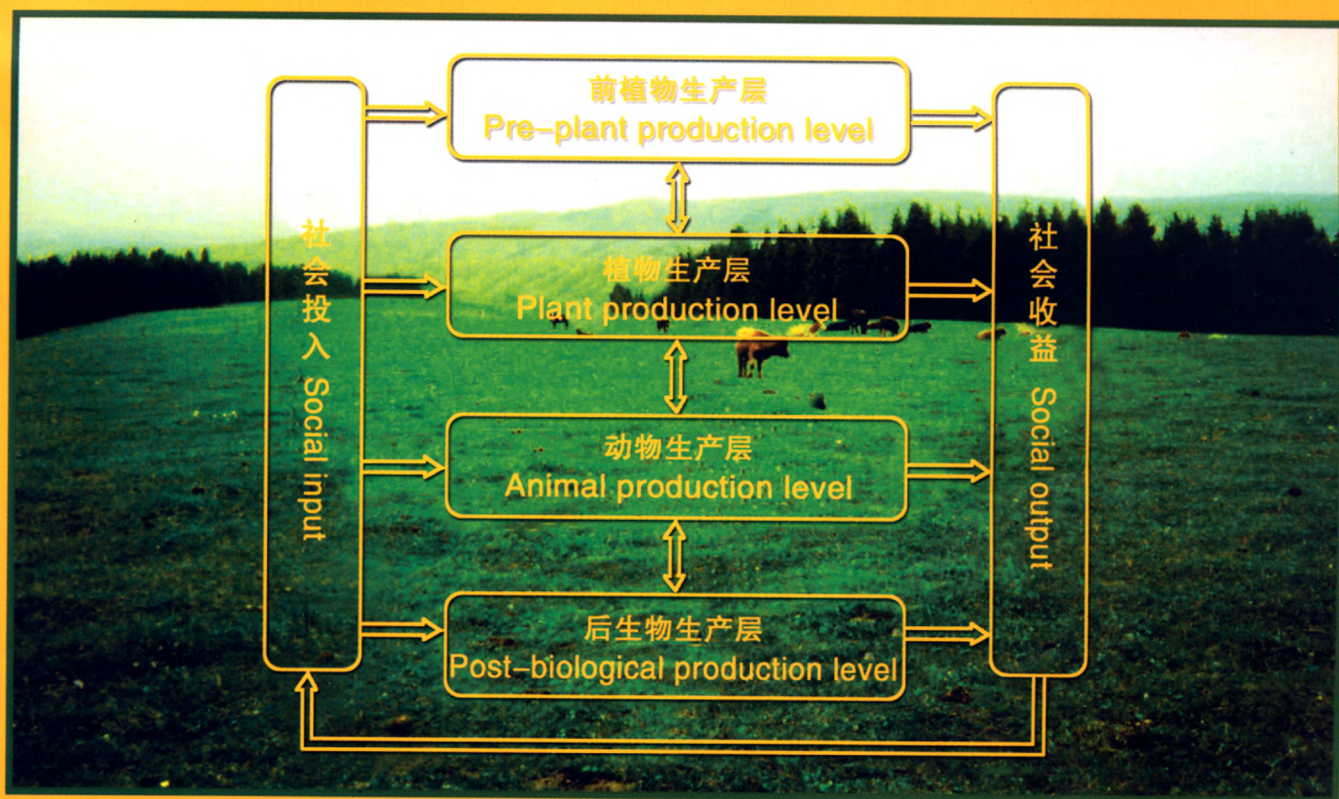 社会投入 Social input
前植物生产层
Pre-plant production level
植物生产层
Plant production level
动物生产层
Animal production level
后生物生产层
Post-biological production level
社会收益 Social output